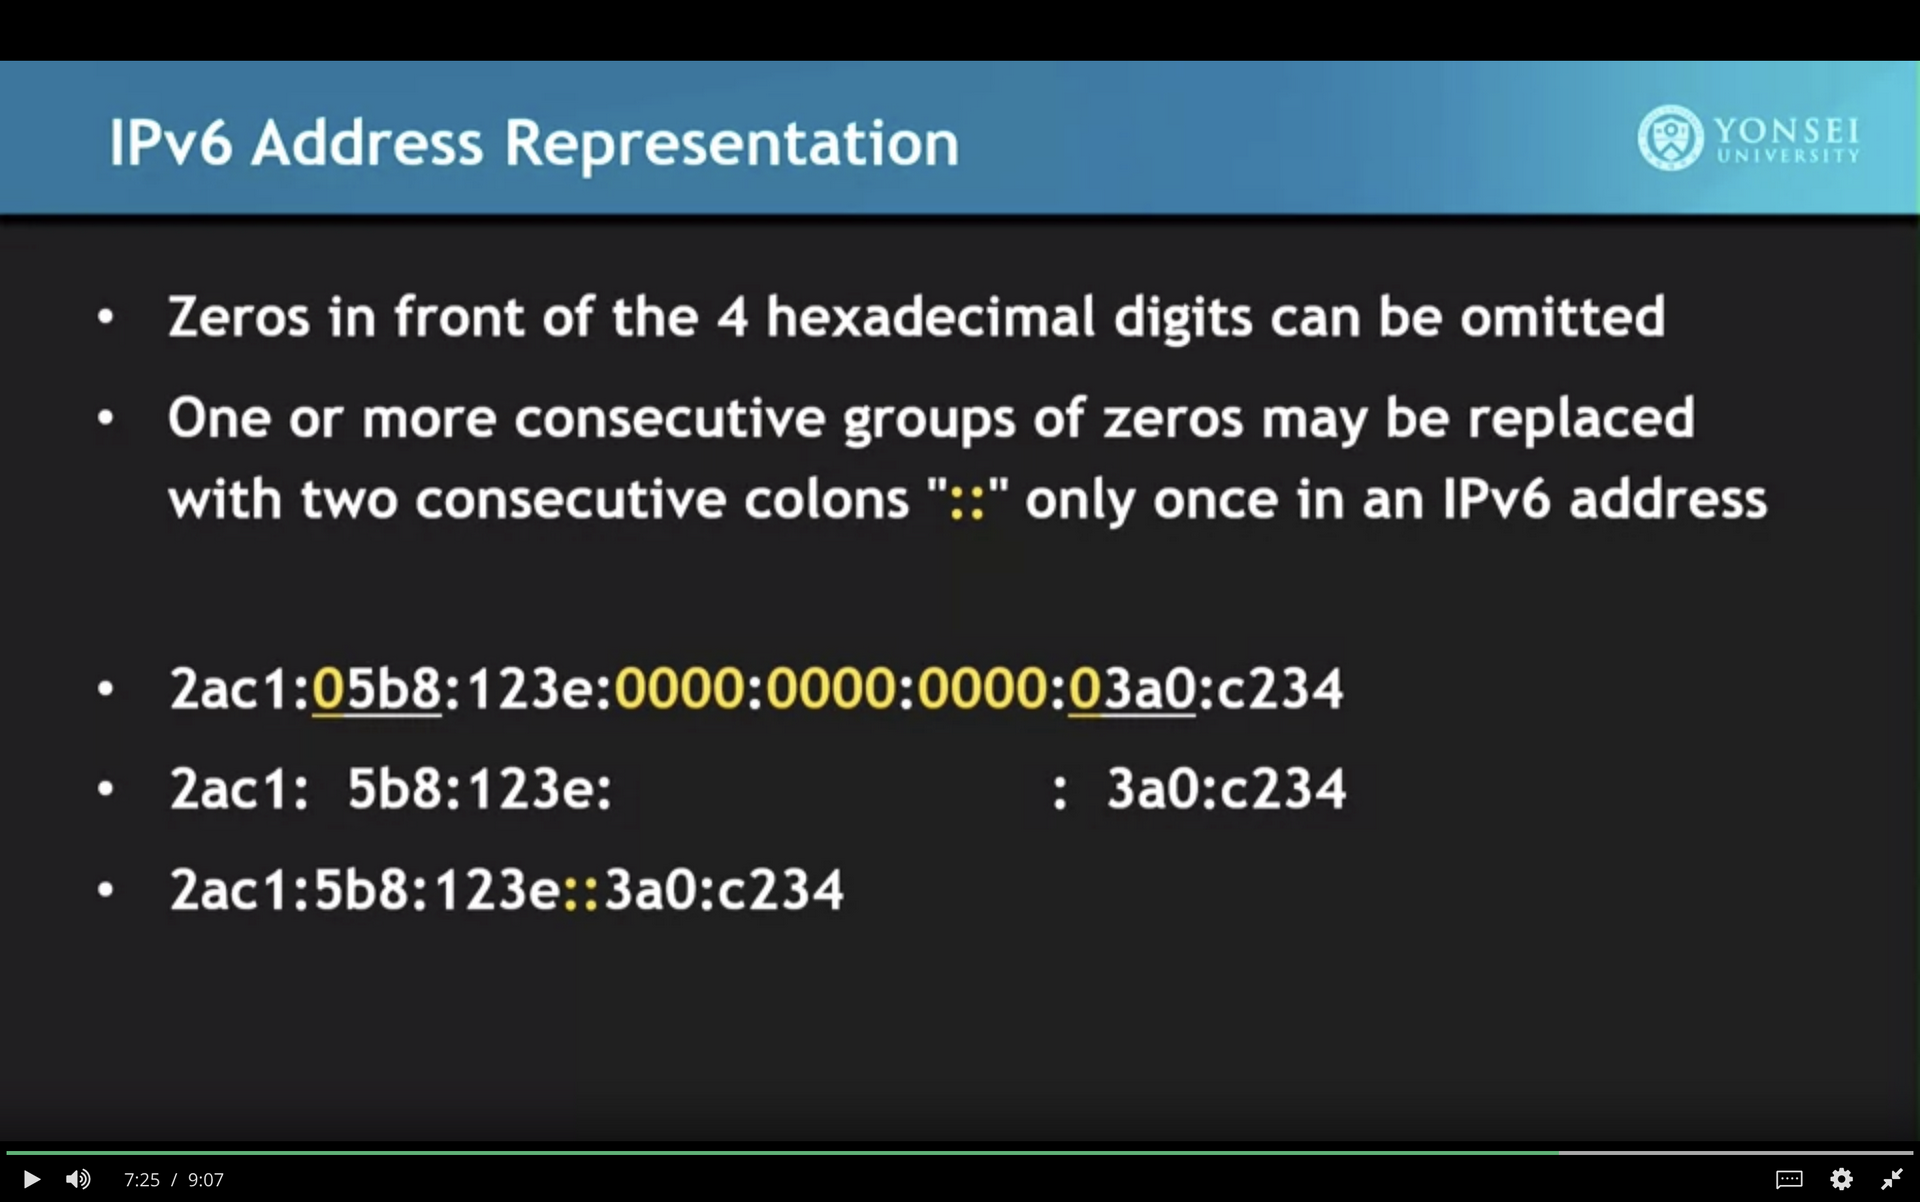 IPv6 Address Representation
YONSEI
UNIVERSITY
• Zeros in front of the 4 hexadecimal digits can be omitted
• One or more consecutive groups of zeros may be replaced
with two consecutive colons "::" only once in an IPv6 address
• 2ac1:05b8:123e:0000:0000:0000:03a0:c234
• 2ac1: 5b8:123e: : 3a0:c234
• 2ac1:5b8:123e::3a0:c234
7:25 / 9:07